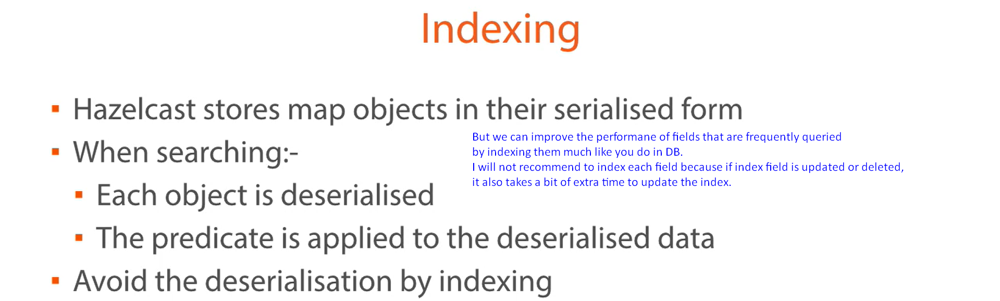 Indexing
Hazelcast stores map objects in their serialised form
But we can improve the performane of fields that are frequently queried
by indexing them much like you do in DB.
I will not recommend to index each field because if index field is updated or deleted,
it also takes a bit of extra time to update the index.
When searching:-
Each object is deserialised
The predicate is applied to the deserialised data
Avoid the deserialisation by indexing